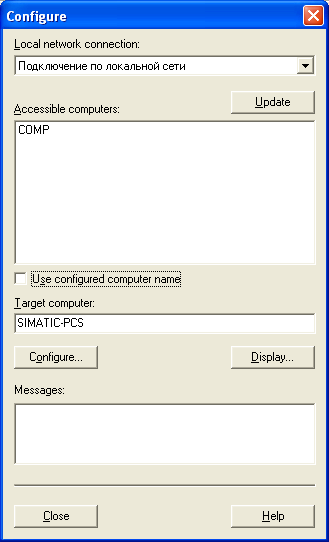 Configure
Local network connection:
Подключение по локальной сети
Update
Accessible computers:
COMP
Use configured computer name
Target computer:
SIMATIC-PCS
Configure...
Display...
Messages:
Close
Help